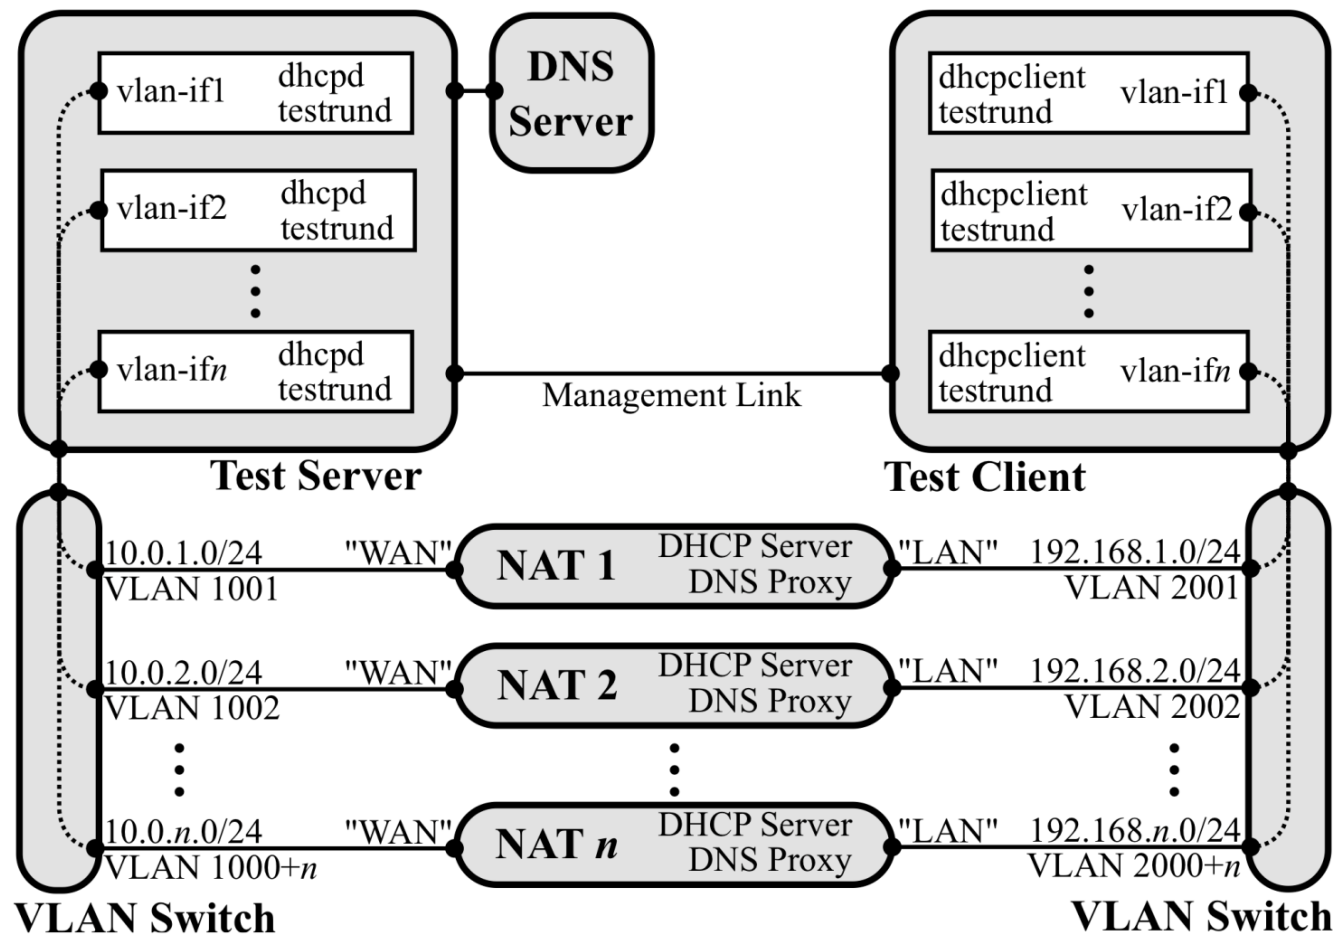 vlan-if1
dhcpd
testrund
DNS
Server
dhcpclient
testrund
vlan-if1
vlan-if2
dhcpd
testrund
dhcpclient
testrund
vlan-if2
vlan-ifn
dhcpd
testrund
Management Link
dhcpclient
testrund
vlan-ifn
Test Server
Test Client
10.0.1.0/24
VLAN 1001
"WAN"
NAT 1
DHCP Server
DNS Proxy
"LAN"
192.168.1.0/24
VLAN 2001
10.0.2.0/24
VLAN 1002
"WAN"
NAT 2
DHCP Server
DNS Proxy
"LAN"
192.168.2.0/24
VLAN 2002
10.0.n.0/24
VLAN 1000+n
"WAN"
NAT n
DHCP Server
DNS Proxy
"LAN"
192.168.n.0/24
VLAN 2000+n
VLAN Switch
VLAN Switch